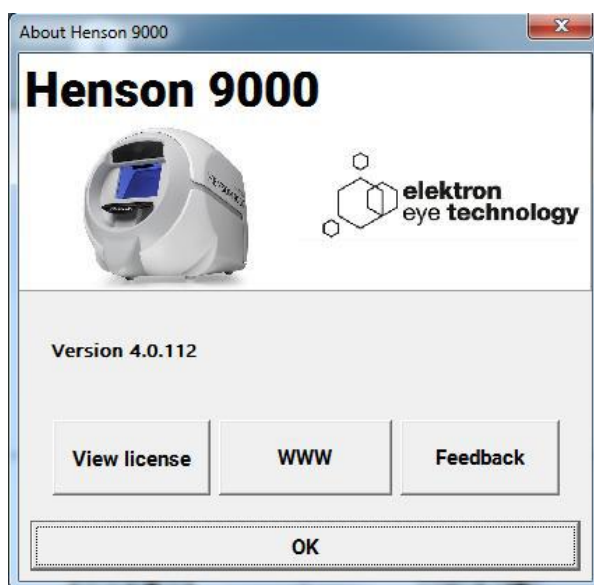 About Henson 9000
Henson 9000
elektron
eye technology
Version 4.0.112
View license
WWW
Feedback
OK